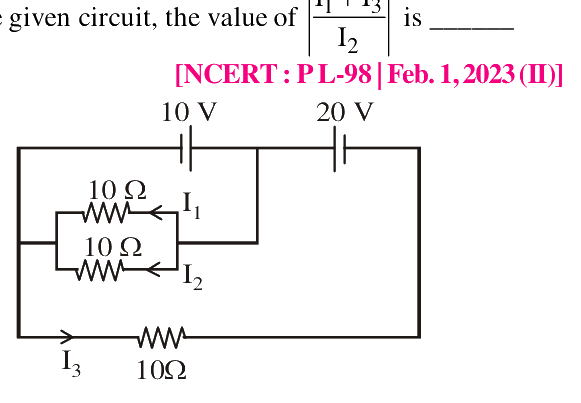 given circuit, the value of |(I₁ + I₃)/I₂| is ______
[NCERT : P L-98 | Feb. 1, 2023 (II)]
10 V 20 V
10 Ω I₁
10 Ω I₂
I₃ 10Ω